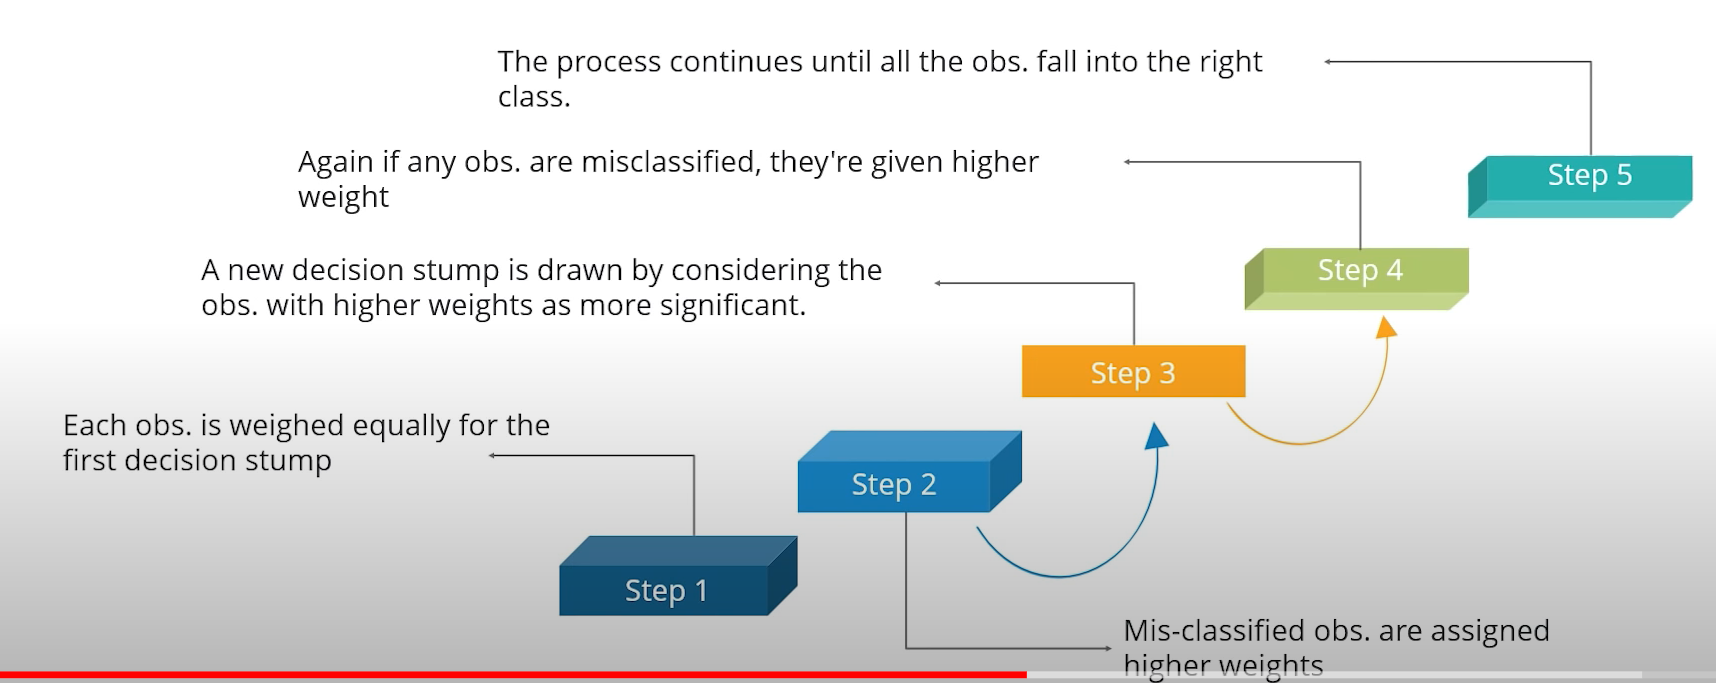 The process continues until all the obs. fall into the right
class.
Step 5
Again if any obs. are misclassified, they're given higher
weight
Step 4
A new decision stump is drawn by considering the
obs. with higher weights as more significant.
Step 3
Each obs. is weighed equally for the
first decision stump
Step 2
Step 1
Mis-classified obs. are assigned
higher weights